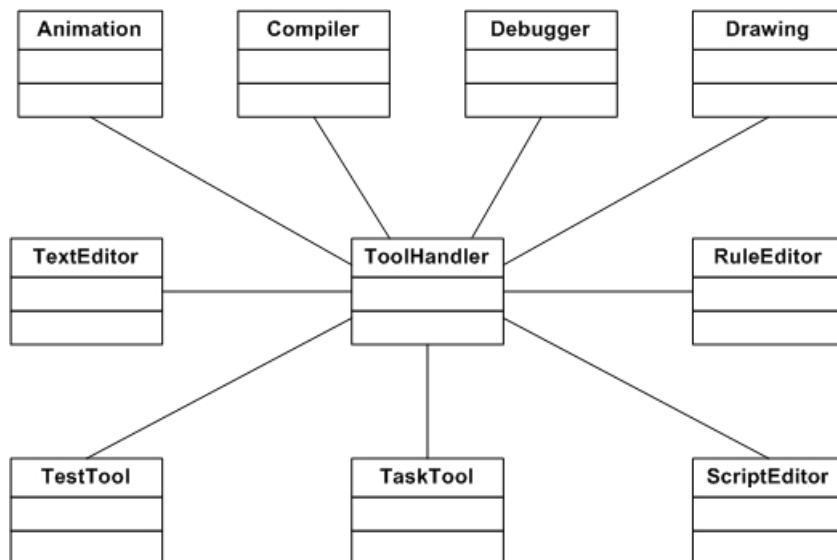 Animation
Compiler
Debugger
Drawing
TextEditor
ToolHandler
RuleEditor
TestTool
TaskTool
ScriptEditor